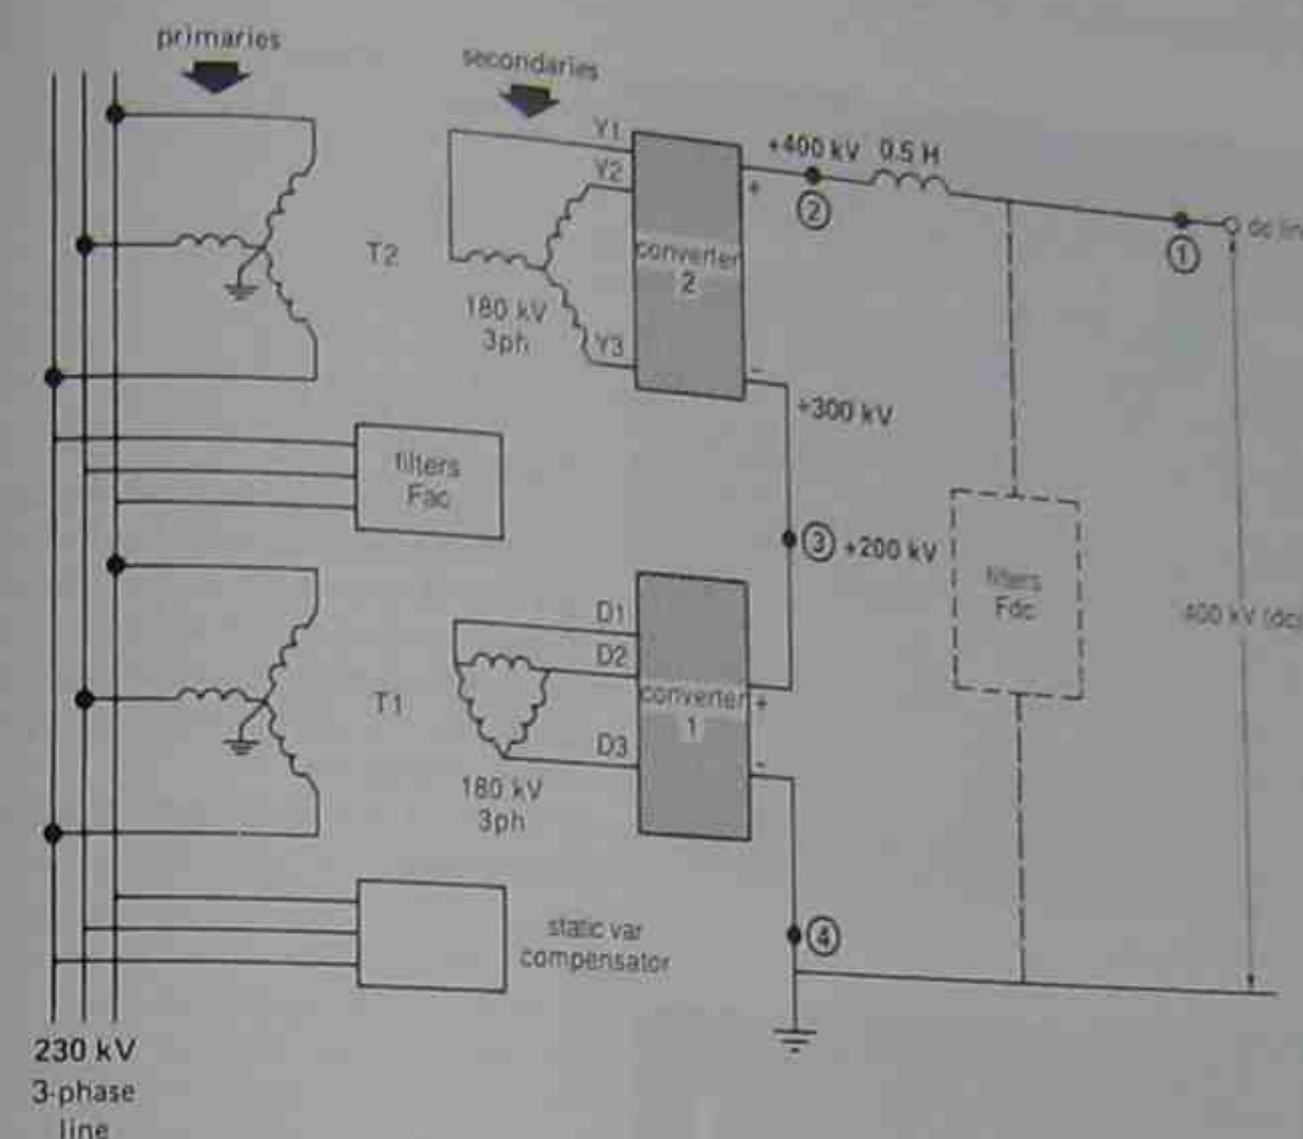 primaries
secondaries
Y1
Y2
Y3
T2
180 kV
3ph
converter
2
+
-
+400 kV
0.5 H
2
1
+300 kV
3
+200 kV
filters
Fac
filters
Fdc
400 kV (dc)
D1
D2
D3
T1
180 kV
3ph
converter
1
+
-
4
static var
compensator
230 kV
3-phase
line
dc